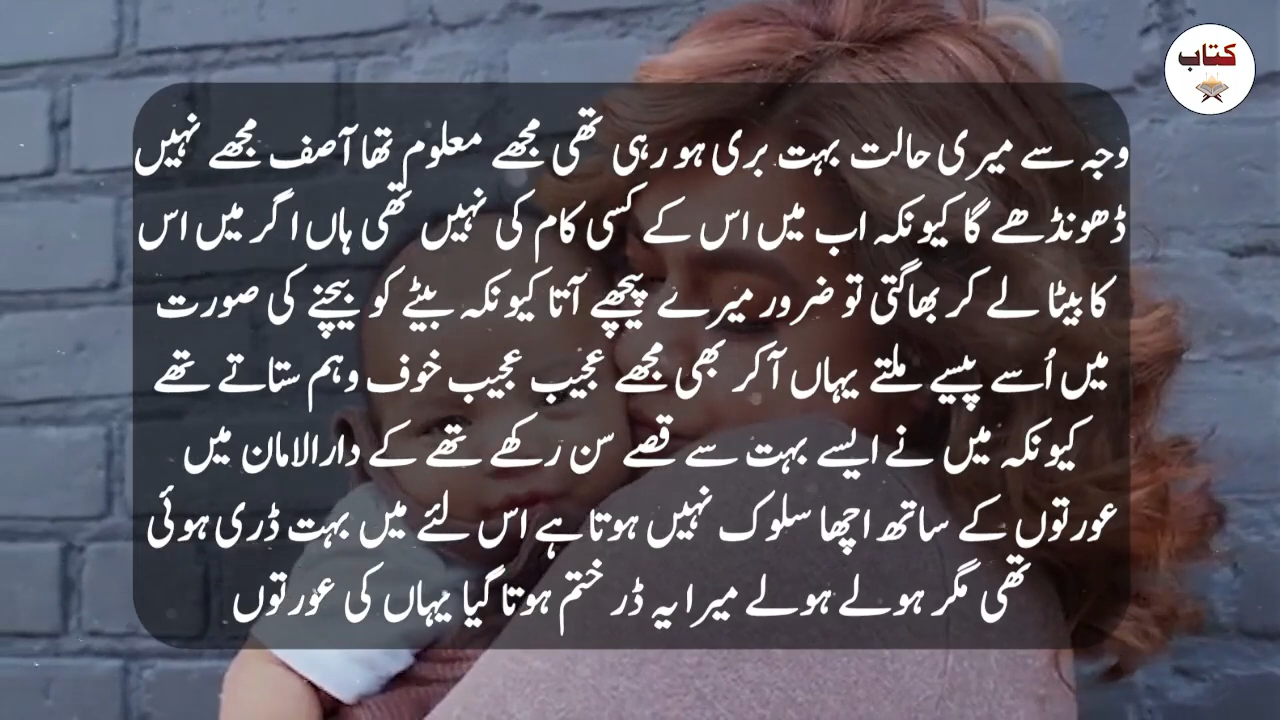 کتاب
وجہ سے میری حالت بہت بری ہو رہی تھی مجھے معلوم تھا آصف مجھے نہیں
ڈھونڈھے گا کیونکہ اب میں اس کے کسی کام کی نہیں تھی ہاں اگر میں اس
کا بیٹا لے کر بھاگتی تو ضرور میرے پیچھے آتا کیونکہ بیٹے کو بیچنے کی صورت
میں اُسے پیسے ملتے یہاں آکر بھی مجھے عجیب عجیب خوف وہم ستاتے تھے
کیونکہ میں نے ایسے بہت سے قصے سن رکھے تھے کے دارالامان میں
عورتوں کے ساتھ اچھا سلوک نہیں ہوتا ہے اس لئے میں بہت ڈری ہوئی
تھی مگر ہولے ہولے میرا یہ ڈر ختم ہوتا گیا یہاں کی عورتوں